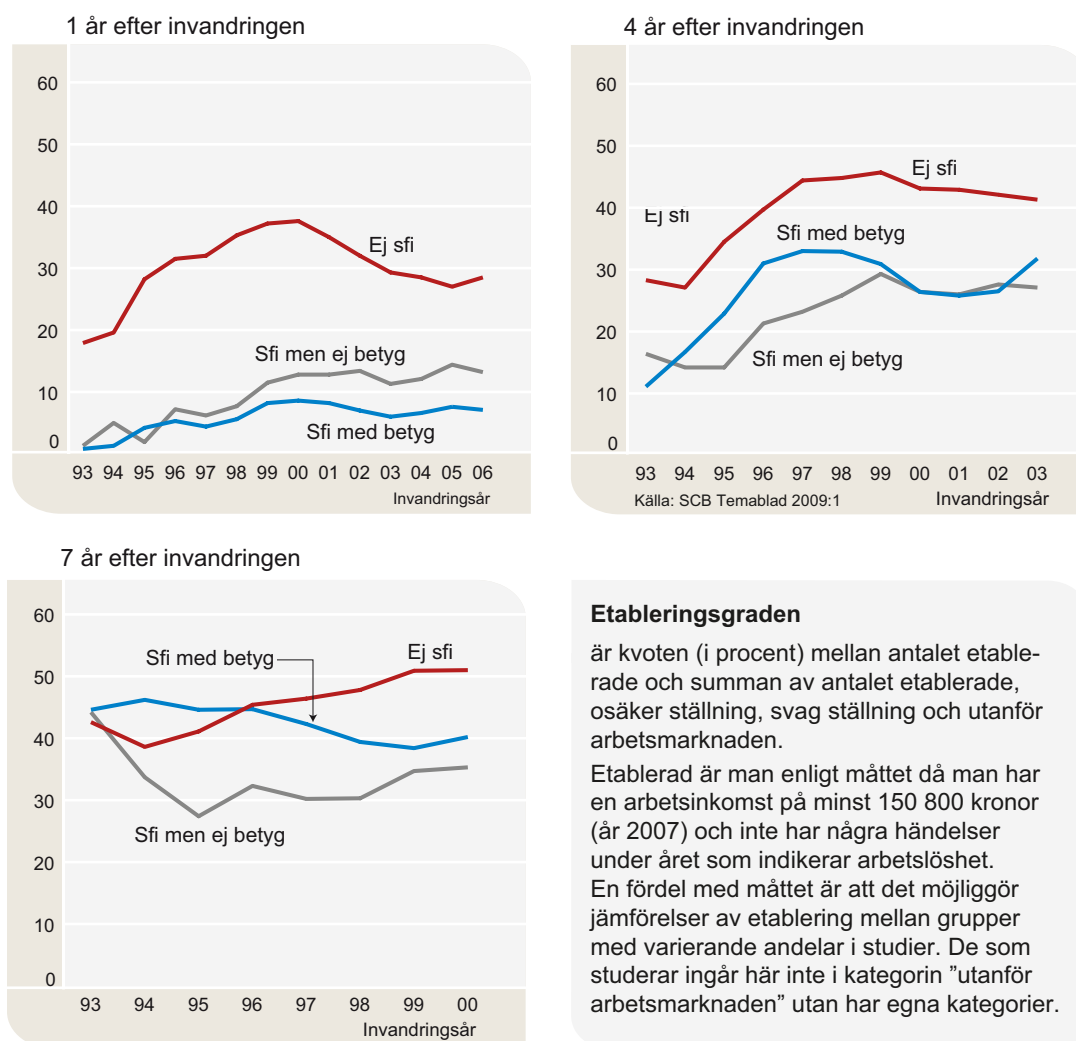 1 år efter invandringen
60
50
40
30
20
10
0
Ej sfi
Sfi men ej betyg
Sfi med betyg
93 94 95 96 97 98 99 00 01 02 03 04 05 06
Invandringsår
4 år efter invandringen
60
50
40
30
20
10
0
Ej sfi
Ej sfi
Sfi med betyg
Sfi men ej betyg
93 94 95 96 97 98 99 00 01 02 03
Källa: SCB Temablad 2009:1
Invandringsår
7 år efter invandringen
60
50
40
30
20
10
0
Sfi med betyg
Ej sfi
Sfi men ej betyg
93 94 95 96 97 98 99 00
Invandringsår
Etableringsgraden
är kvoten (i procent) mellan antalet etable-
rade och summan av antalet etablerade,
osäker ställning, svag ställning och utanför
arbetsmarknaden.
Etablerad är man enligt måttet då man har
en arbetsinkomst på minst 150 800 kronor
(år 2007) och inte har några händelser
under året som indikerar arbetslöshet.
En fördel med måttet är att det möjliggör
jämförelser av etablering mellan grupper
med varierande andelar i studier. De som
studerar ingår här inte i kategorin ”utanför
arbetsmarknaden” utan har egna kategorier.